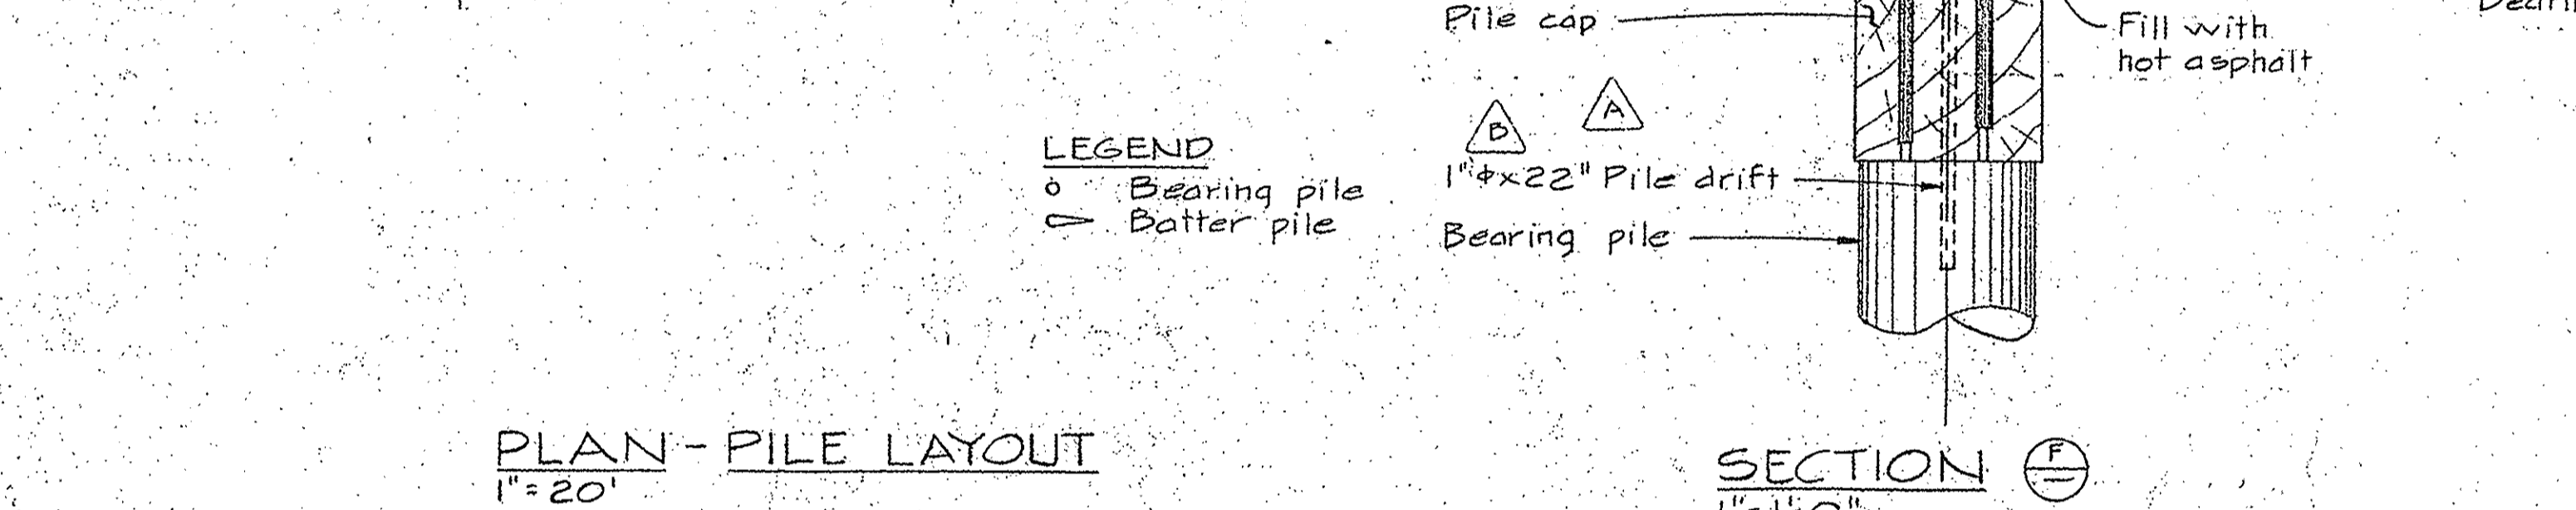 Pile cap
Fill with
hot asphalt
B
A
LEGEND
Bearing pile
Batter pile
1"ϕx22" Pile drift
Bearing pile
PLAN - PILE LAYOUT
1"=20'
SECTION
F